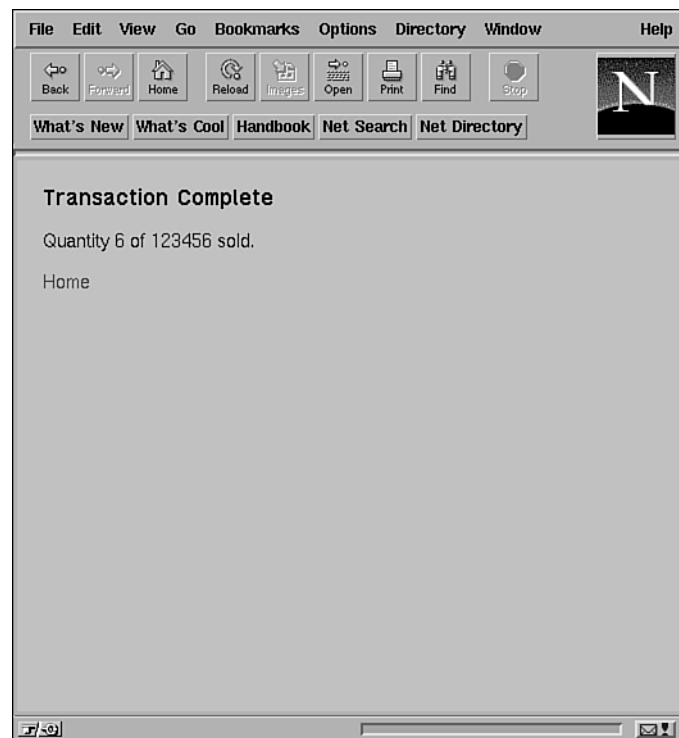 File Edit View Go Bookmarks Options Directory Window Help
Back Forward Home Reload Images Open Print Find Stop
N
What's New What's Cool Handbook Net Search Net Directory
Transaction Complete
Quantity 6 of 123456 sold.
Home